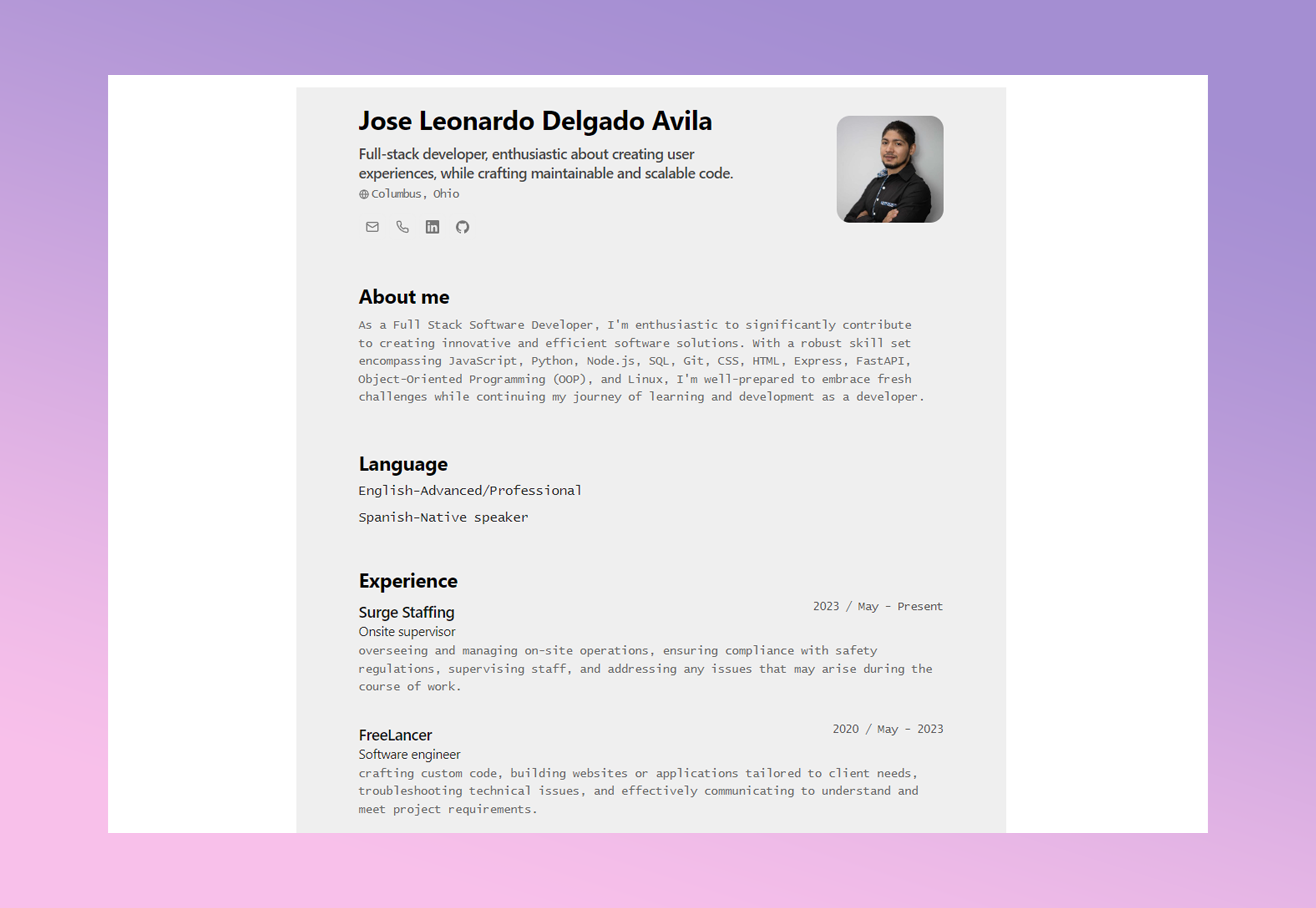 Jose Leonardo Delgado Avila
Full-stack developer, enthusiastic about creating user
experiences, while crafting maintainable and scalable code.
Columbus, Ohio
About me
As a Full Stack Software Developer, I'm enthusiastic to significantly contribute
to creating innovative and efficient software solutions. With a robust skill set
encompassing JavaScript, Python, Node.js, SQL, Git, CSS, HTML, Express, FastAPI,
Object-Oriented Programming (OOP), and Linux, I'm well-prepared to embrace fresh
challenges while continuing my journey of learning and development as a developer.
Language
English-Advanced/Professional
Spanish-Native speaker
Experience
Surge Staffing
2023 / May - Present
Onsite supervisor
overseeing and managing on-site operations, ensuring compliance with safety
regulations, supervising staff, and addressing any issues that may arise during the
course of work.
FreeLancer
2020 / May - 2023
Software engineer
crafting custom code, building websites or applications tailored to client needs,
troubleshooting technical issues, and effectively communicating to understand and
meet project requirements.